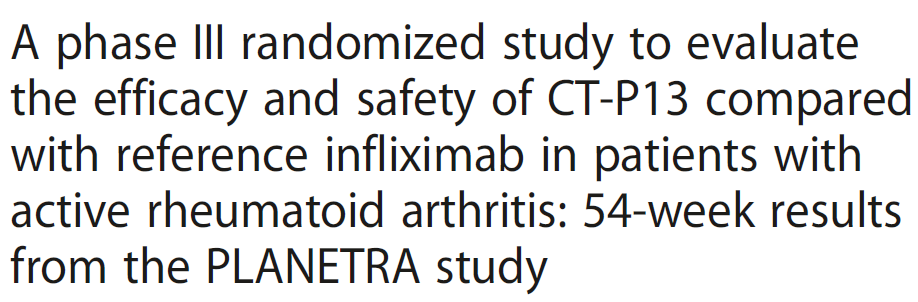 A phase III randomized study to evaluate
the efficacy and safety of CT-P13 compared
with reference infliximab in patients with
active rheumatoid arthritis: 54-week results
from the PLANETRA study